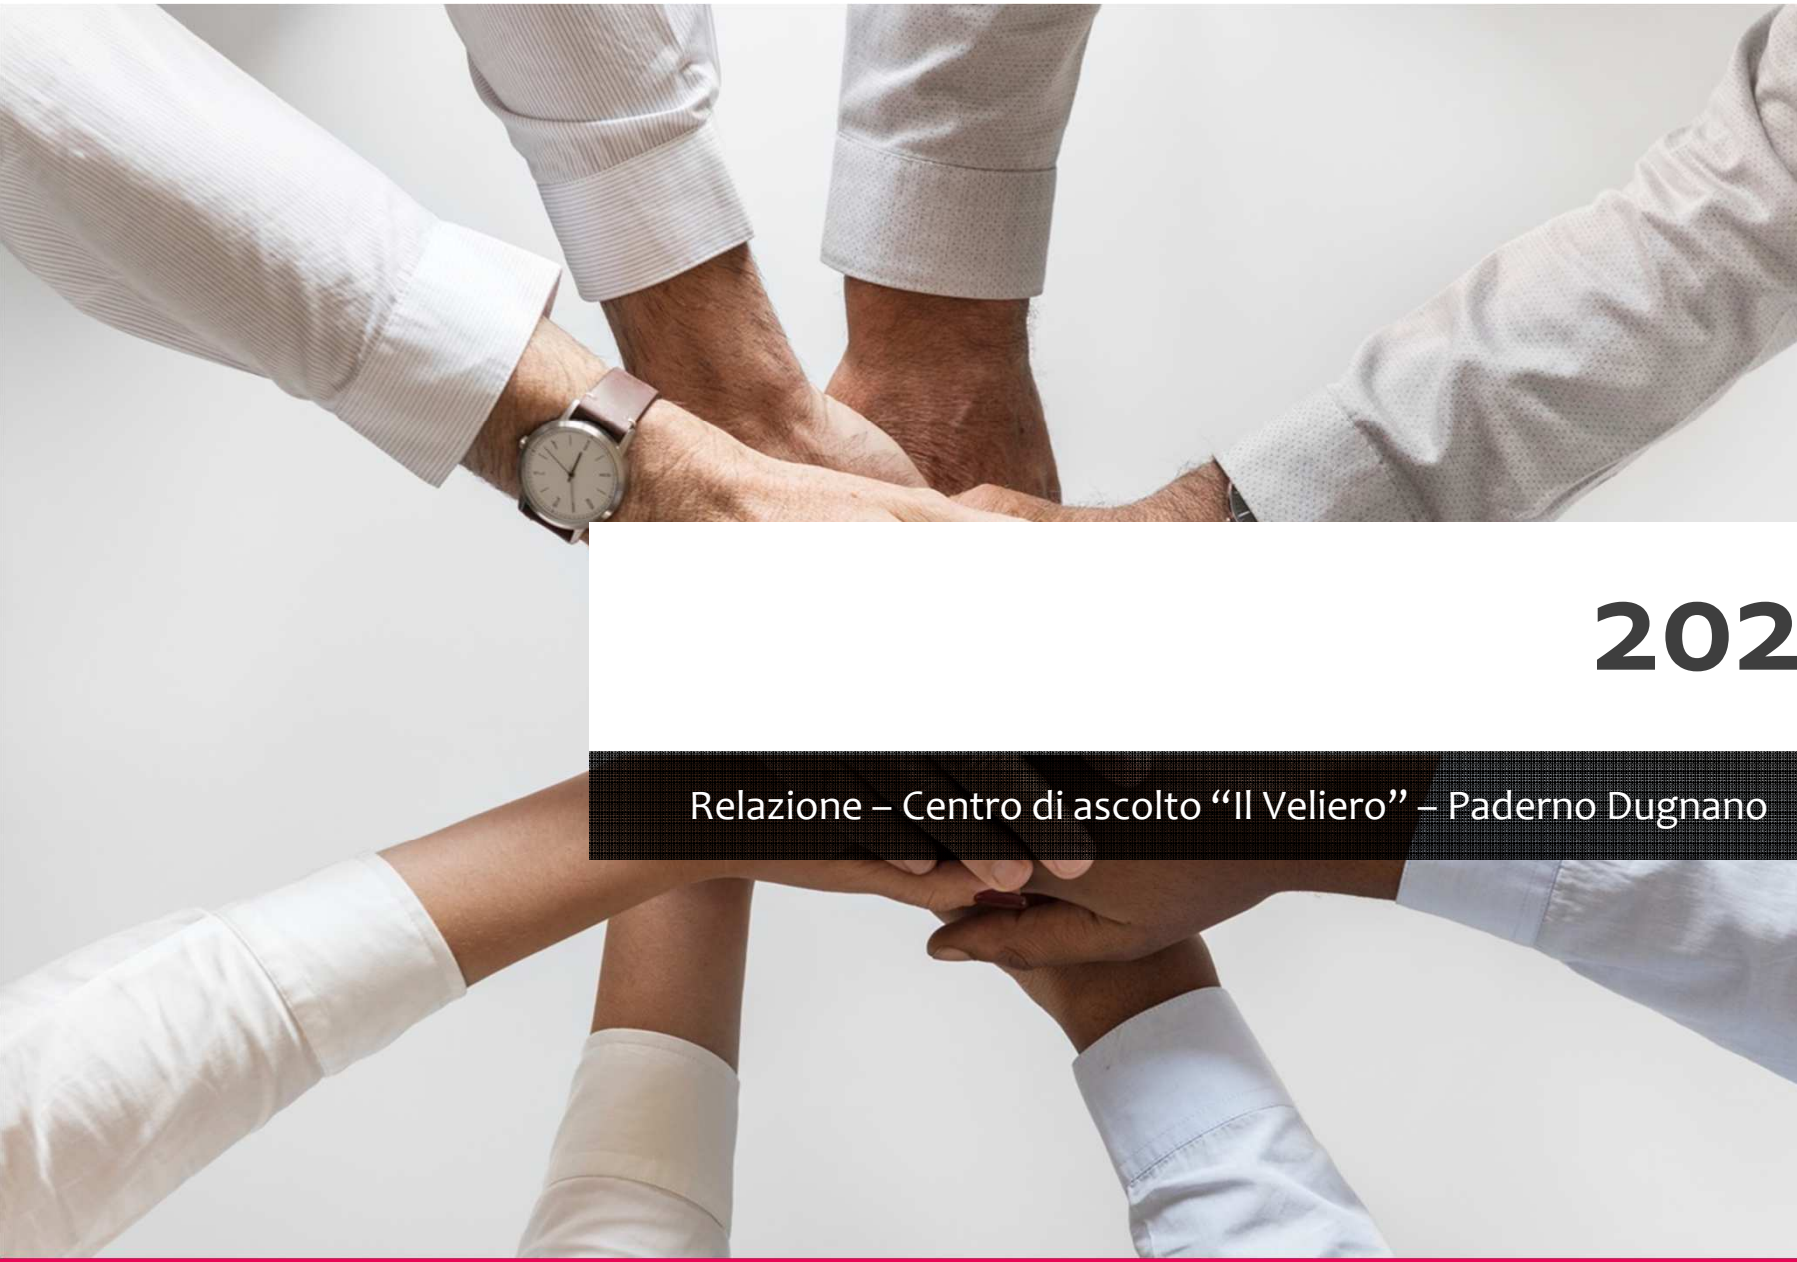 202
Relazione – Centro di ascolto “Il Veliero” – Paderno Dugnano